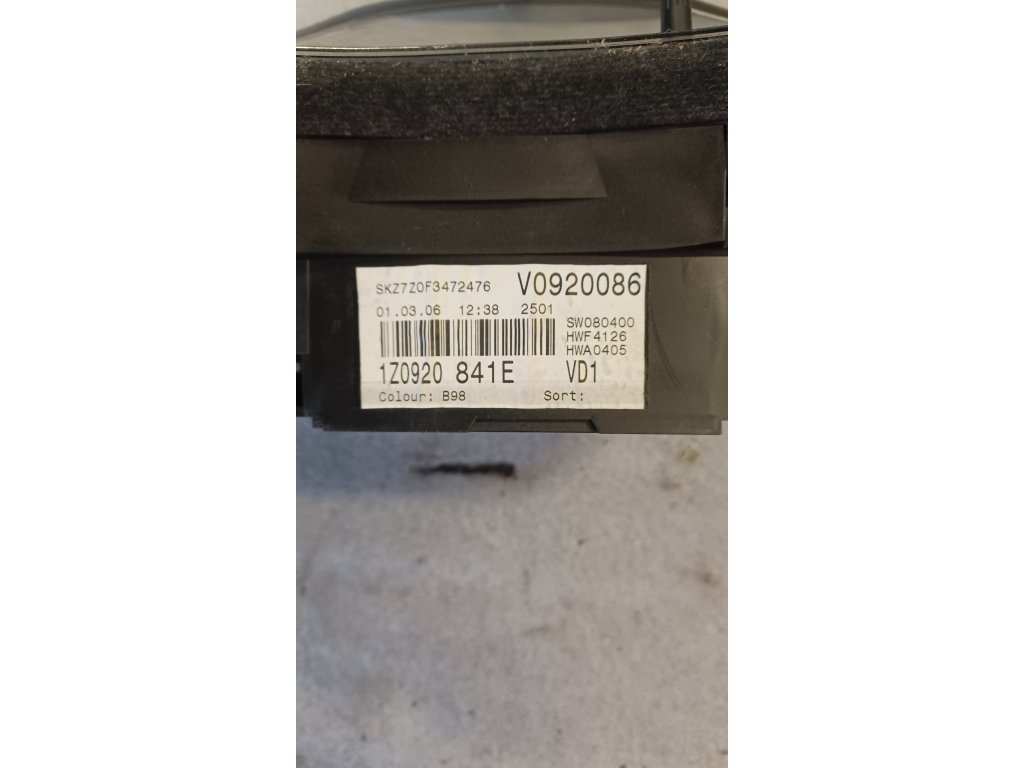 SKZ7Z0F3472476 V0920086
01.03.06 12:38 2501
SW080400
HWF4126
HWA0405
1Z0920 841E VD1
Colour: B98 Sort: